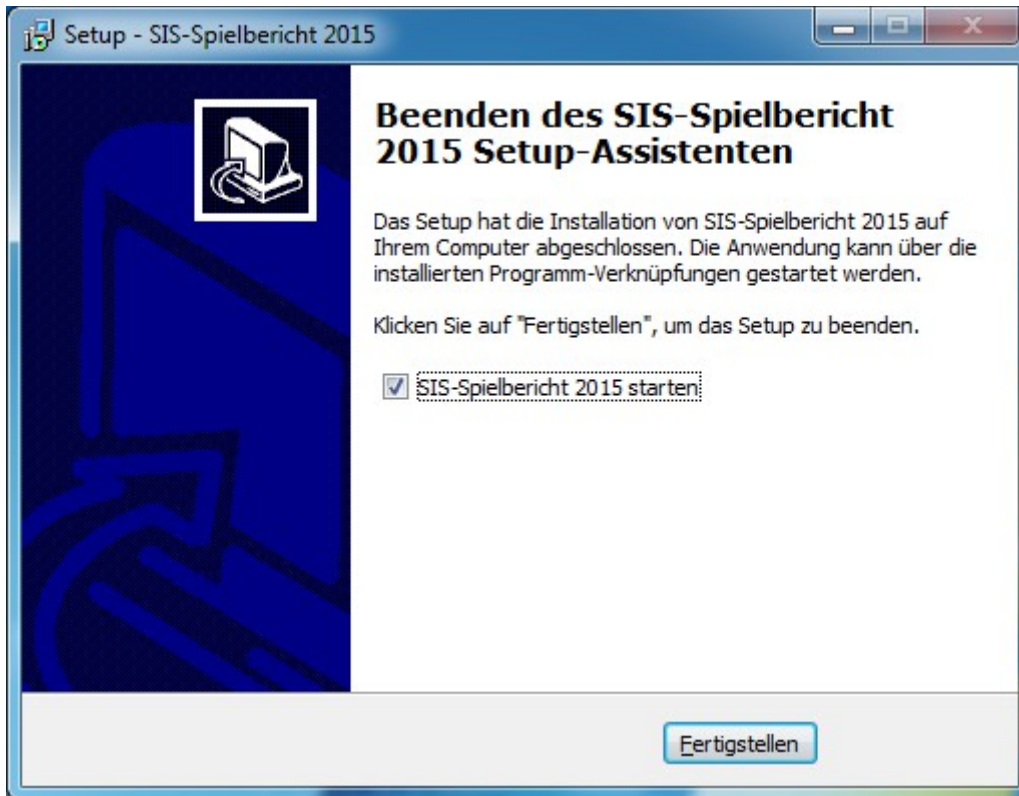 Setup - SIS-Spielbericht 2015
Beenden des SIS-Spielbericht
2015 Setup-Assistenten
Das Setup hat die Installation von SIS-Spielbericht 2015 auf
Ihrem Computer abgeschlossen. Die Anwendung kann über die
installierten Programm-Verknüpfungen gestartet werden.
Klicken Sie auf "Fertigstellen", um das Setup zu beenden.
SIS-Spielbericht 2015 starten
Fertigstellen